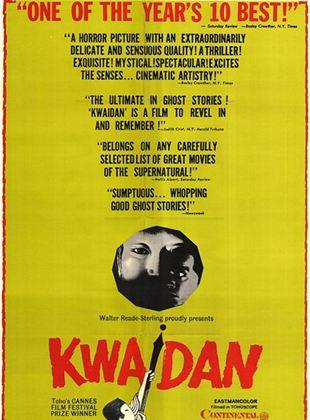 "ONE OF THE YEAR'S 10 BEST!"
— Saturday Review —Bosley Crowther, N.Y. Times
"A HORROR PICTURE WITH AN EXTRAORDINARILY
DELICATE AND SENSUOUS QUALITY! A THRILLER!
EXQUISITE! MYSTICAL! SPECTACULAR! EXCITES
THE SENSES... CINEMATIC ARTISTRY!"
—Bosley Crowther, N.Y. Times
"THE ULTIMATE IN GHOST STORIES!
'KWAIDAN' IS A FILM TO REVEL IN
AND REMEMBER!"
—Judith Crist, N.Y. Herald Tribune
"BELONGS ON ANY CAREFULLY
SELECTED LIST OF GREAT MOVIES
OF THE SUPERNATURAL!"
—Hollis Alpert, Saturday Review
"SUMPTUOUS... WHOPPING
GOOD GHOST STORIES!"
—Newsweek
Walter Reade-Sterling proudly presents
KWAIDAN
Toho's CANNES
FILM FESTIVAL
PRIZE WINNER
EASTMANCOLOR
Filmed in TOHOSCOPE
CONTINENTAL